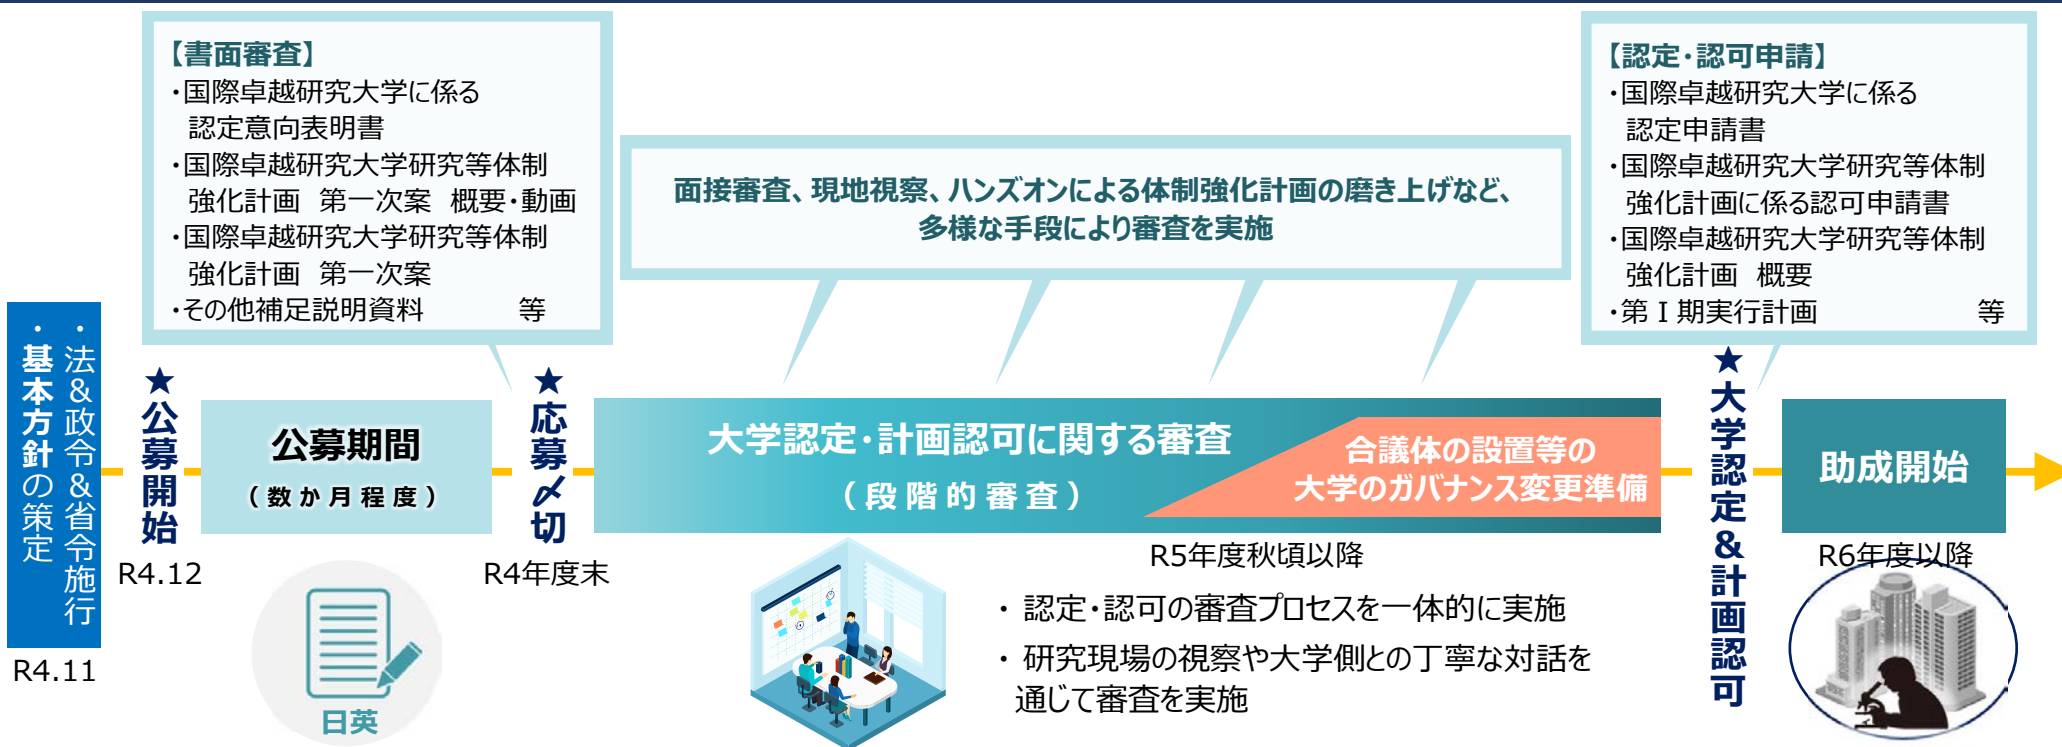 【書面審査】
・国際卓越研究大学に係る
認定意向表明書
・国際卓越研究大学研究等体制
強化計画 第一次案 概要・動画
・国際卓越研究大学研究等体制
強化計画 第一次案
・その他補足説明資料 等
面接審査、現地視察、ハンズオンによる体制強化計画の磨き上げなど、
多様な手段により審査を実施
【認定・認可申請】
・国際卓越研究大学に係る
認定申請書
・国際卓越研究大学研究等体制
強化計画に係る認可申請書
・国際卓越研究大学研究等体制
強化計画 概要
・第Ⅰ期実行計画 等
・法&政令&省令施行
・基本方針の策定
R4.11
★公募開始
R4.12
公募期間
（数か月程度）
日英
★応募〆切
R4年度末
大学認定・計画認可に関する審査
（段階的審査）
合議体の設置等の
大学のガバナンス変更準備
R5年度秋頃以降
・ 認定・認可の審査プロセスを一体的に実施
・ 研究現場の視察や大学側との丁寧な対話を
通じて審査を実施
★大学認定&計画認可
助成開始
R6年度以降